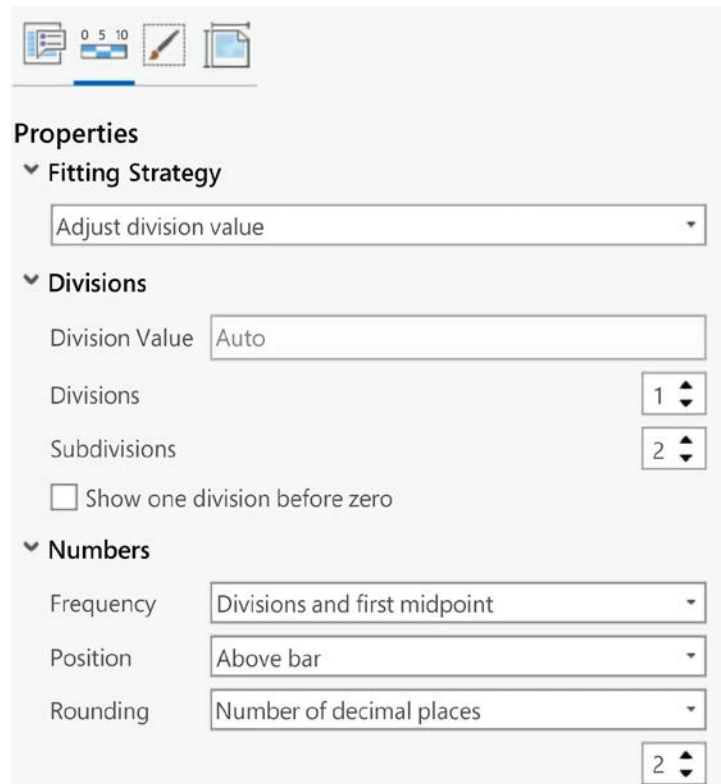 0 5 10
Properties
Fitting Strategy
Adjust division value
Divisions
Division Value Auto
Divisions 1
Subdivisions 2
Show one division before zero
Numbers
Frequency Divisions and first midpoint
Position Above bar
Rounding Number of decimal places
2